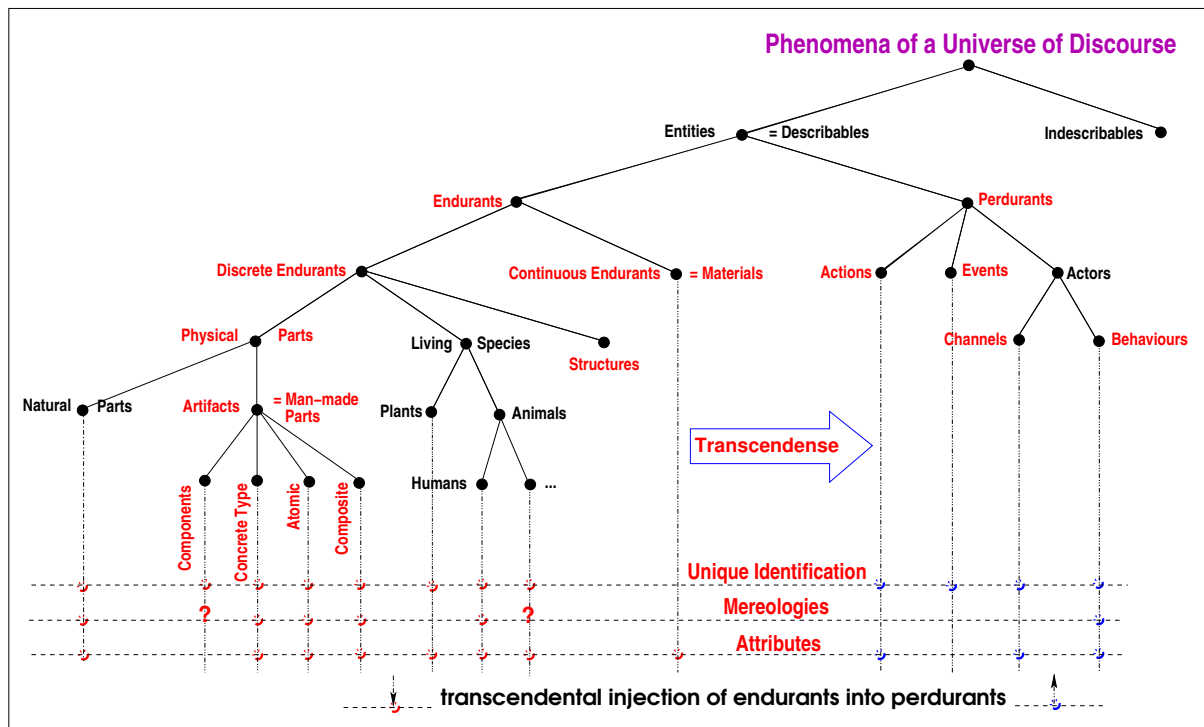 Phenomena of a Universe of Discourse
Entities = Describables
Indescribables
Endurants
Perdurants
Discrete Endurants
Continuous Endurants = Materials
Actions
Events
Actors
Physical Parts
Living Species
Structures
Channels
Behaviours
Natural Parts
Artifacts = Man-made
Parts
Plants
Animals
Transcendense
Humans
...
Components
Concrete Type
Atomic
Composite
Unique Identification
? ? Mereologies
Attributes
transcendental injection of endurants into perdurants